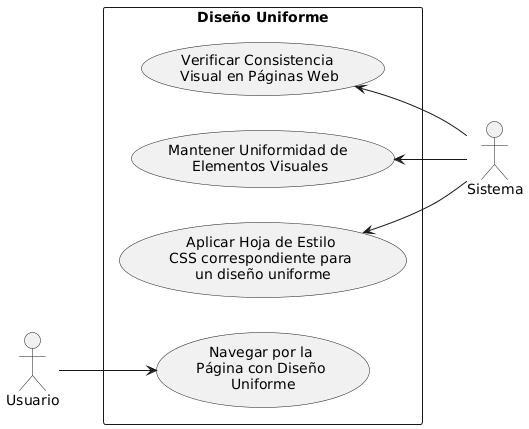 Diseño Uniforme
Verificar Consistencia
Visual en Páginas Web
Mantener Uniformidad de
Elementos Visuales
Sistema
Aplicar Hoja de Estilo
CSS correspondiente para
un diseño uniforme
Navegar por la
Página con Diseño
Uniforme
Usuario